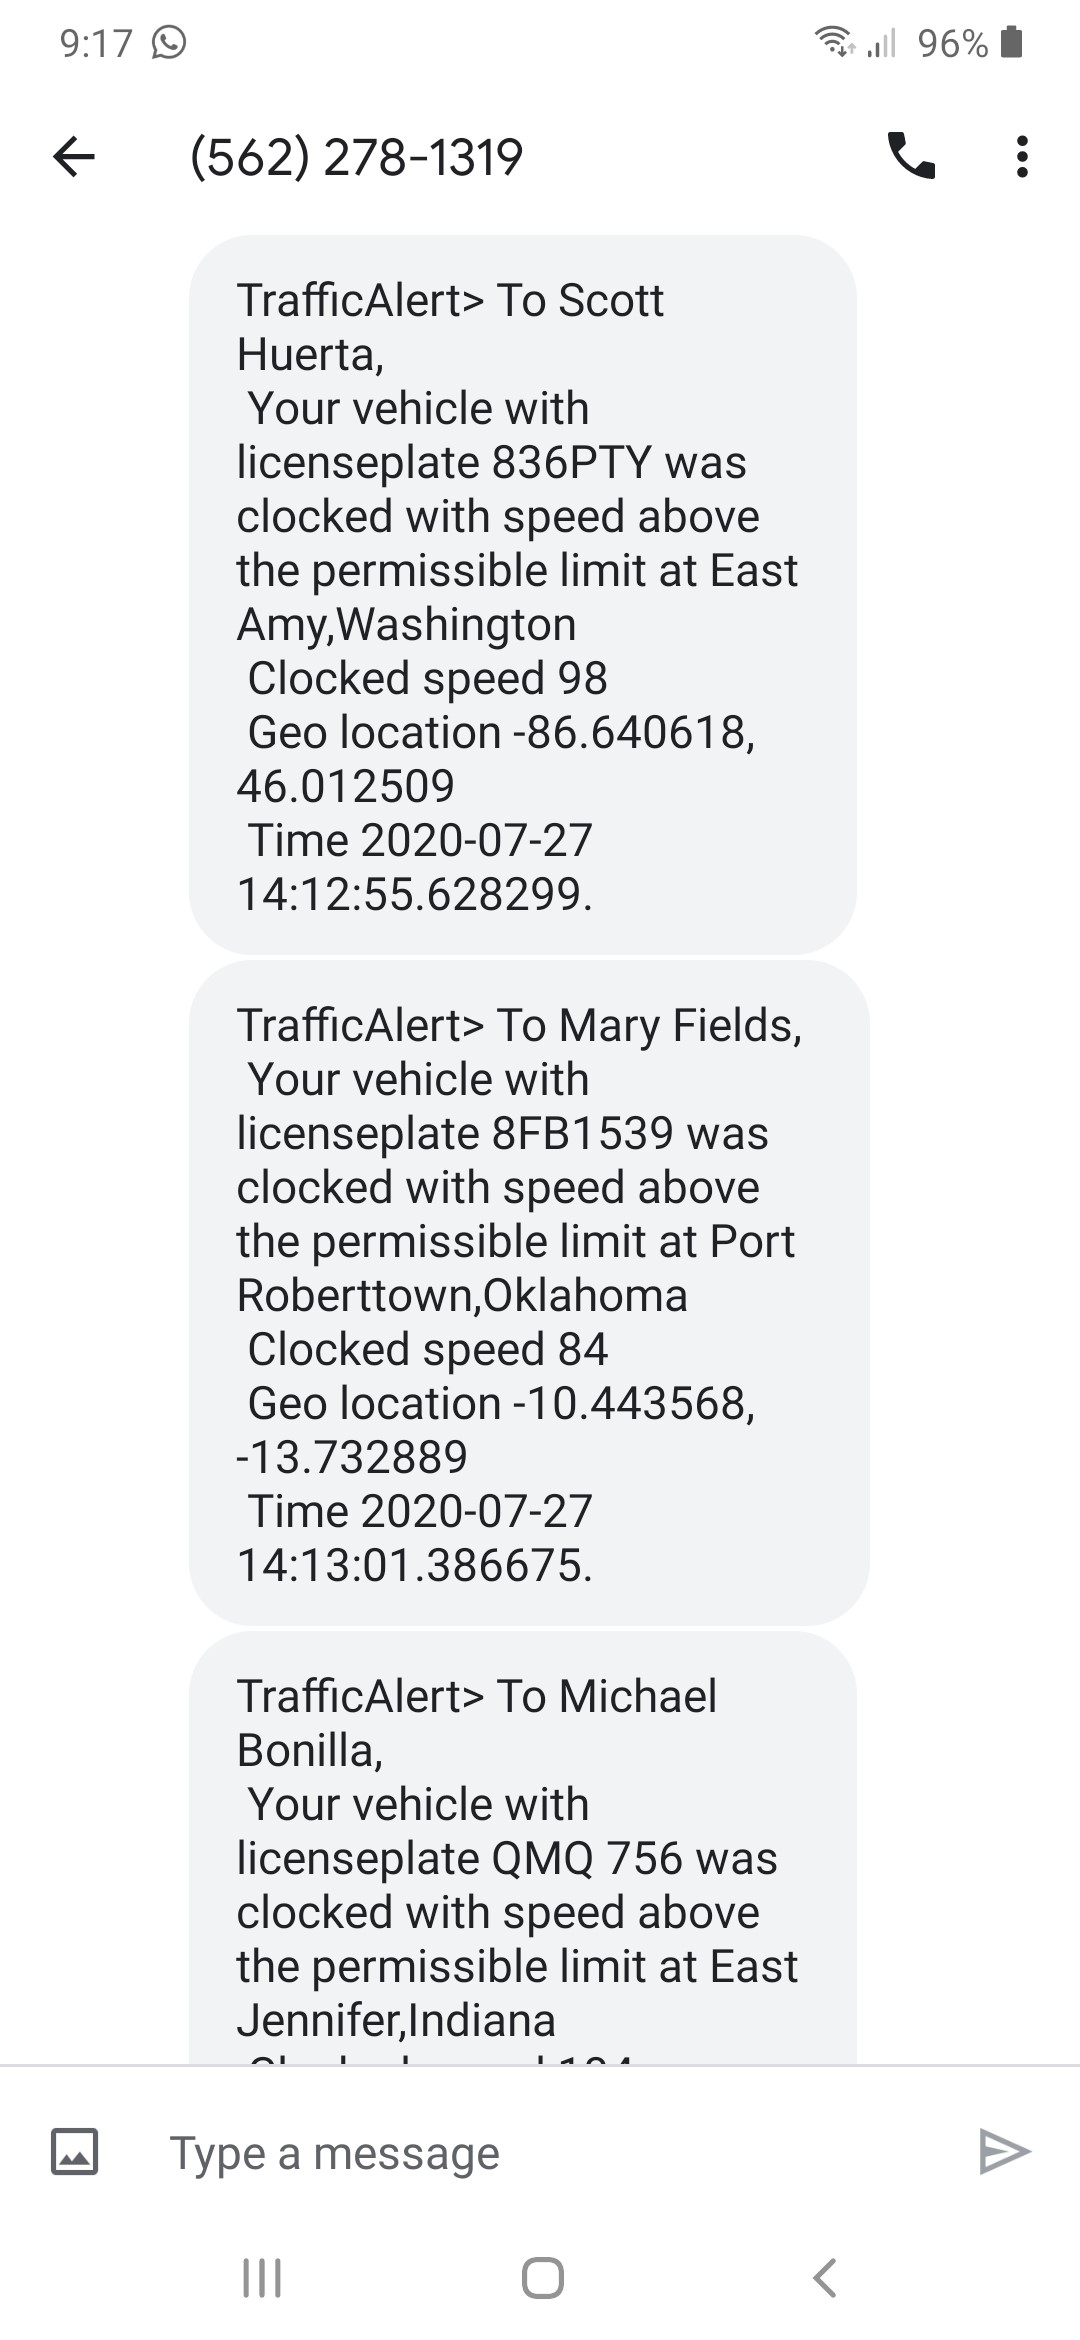 9:17 96%
(562) 278-1319
TrafficAlert> To Scott
Huerta,
Your vehicle with
licenseplate 836PTY was
clocked with speed above
the permissible limit at East
Amy,Washington
Clocked speed 98
Geo location -86.640618,
46.012509
Time 2020-07-27
14:12:55.628299.
TrafficAlert> To Mary Fields,
Your vehicle with
licenseplate 8FB1539 was
clocked with speed above
the permissible limit at Port
Roberttown,Oklahoma
Clocked speed 84
Geo location -10.443568,
-13.732889
Time 2020-07-27
14:13:01.386675.
TrafficAlert> To Michael
Bonilla,
Your vehicle with
licenseplate QMQ 756 was
clocked with speed above
the permissible limit at East
Jennifer,Indiana
Clocked speed
Type a message